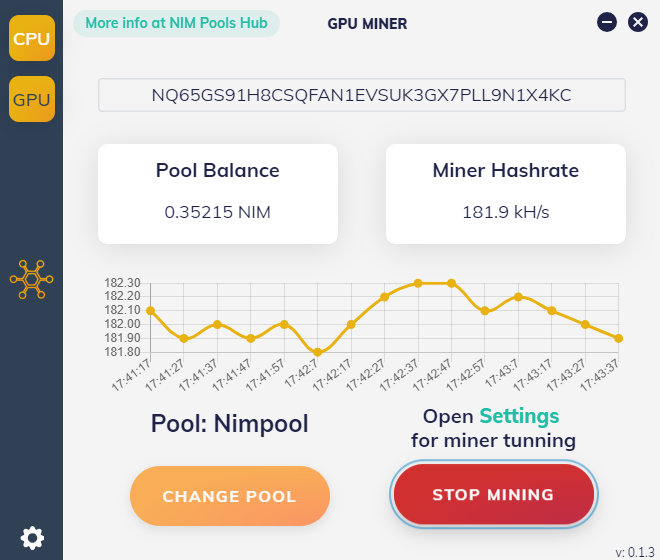 CPU
GPU
More info at NIM Pools Hub
GPU MINER
NQ65GS91H8CSQFAN1EVSUK3GX7PLL9N1X4KC
Pool Balance
0.35215 NIM
Miner Hashrate
181.9 kH/s
182.30
182.20
182.10
182.00
181.90
181.80
17:41:17
17:41:27
17:41:37
17:41:47
17:41:57
17:42:7
17:42:17
17:42:27
17:42:37
17:42:47
17:42:57
17:43:7
17:43:17
17:43:27
17:43:37
Pool: Nimpool
Open Settings
for miner tunning
CHANGE POOL
STOP MINING
v: 0.1.3